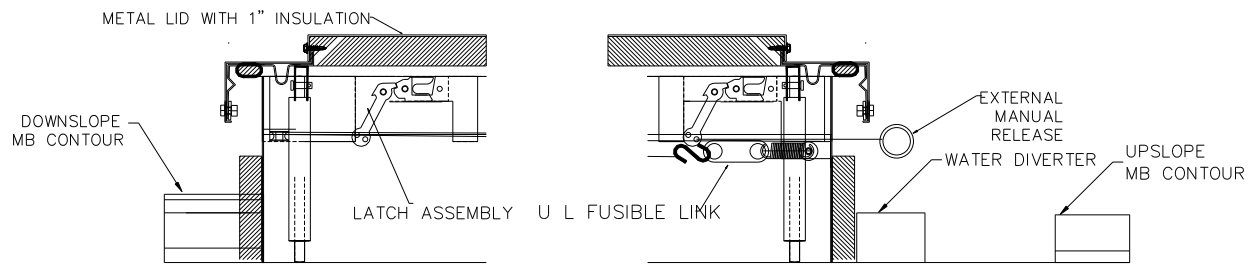 METAL LID WITH 1" INSULATION
DOWNSLOPE
MB CONTOUR
LATCH ASSEMBLY
U L FUSIBLE LINK
EXTERNAL
MANUAL
RELEASE
WATER DIVERTER
UPSLOPE
MB CONTOUR